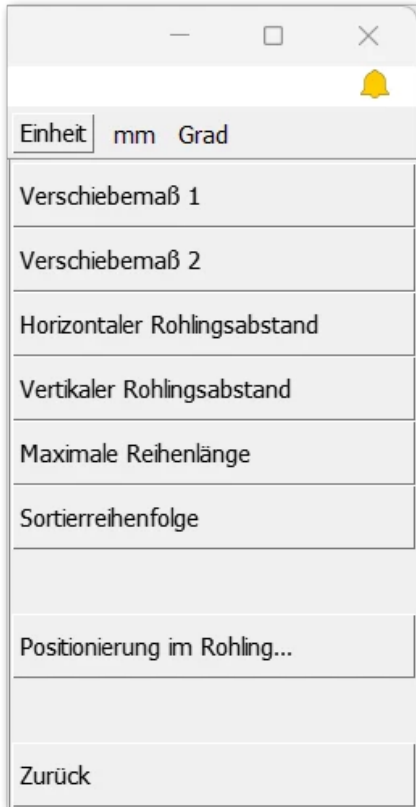 Einheit mm Grad
Verschiebemaß 1
Verschiebemaß 2
Horizontaler Rohlingsabstand
Vertikaler Rohlingsabstand
Maximale Reihenlänge
Sortierreihenfolge
Positionierung im Rohling...
Zurück